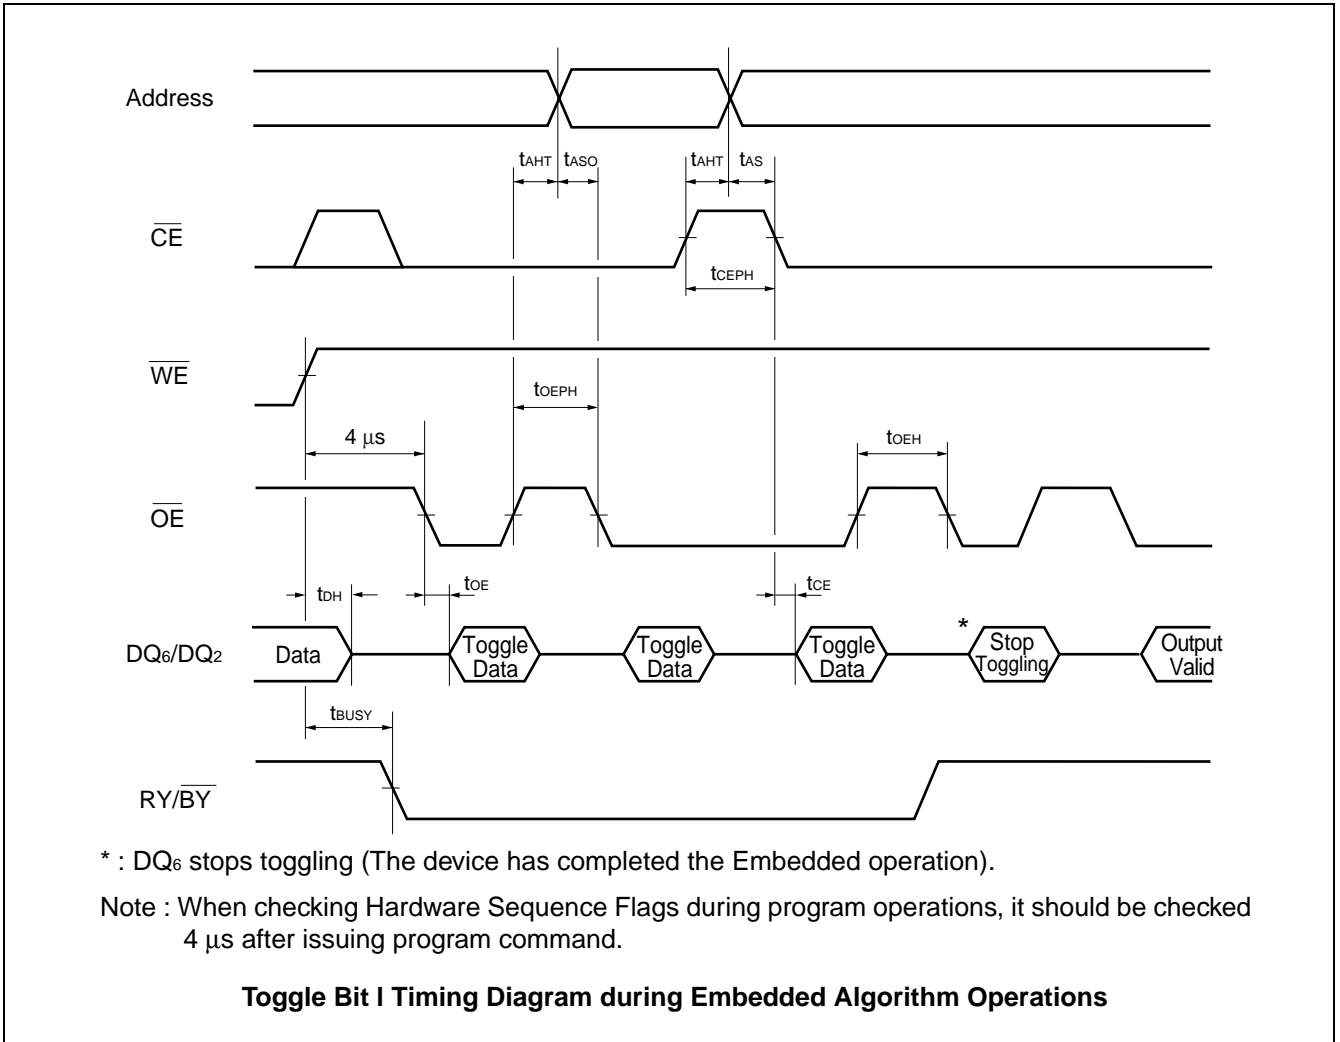 Address
tAHT tASO tAHT tAS
CE
tCEPH
WE
tOEPH
4 μs
tOEH
OE
tDH
tOE
tCE
DQ6/DQ2
Data
Toggle
Data
Toggle
Data
Toggle
Data
*
Stop
Toggling
Output
Valid
tBUSY
RY/BY
* : DQ6 stops toggling (The device has completed the Embedded operation).
Note : When checking Hardware Sequence Flags during program operations, it should be checked
4 μs after issuing program command.
Toggle Bit I Timing Diagram during Embedded Algorithm Operations